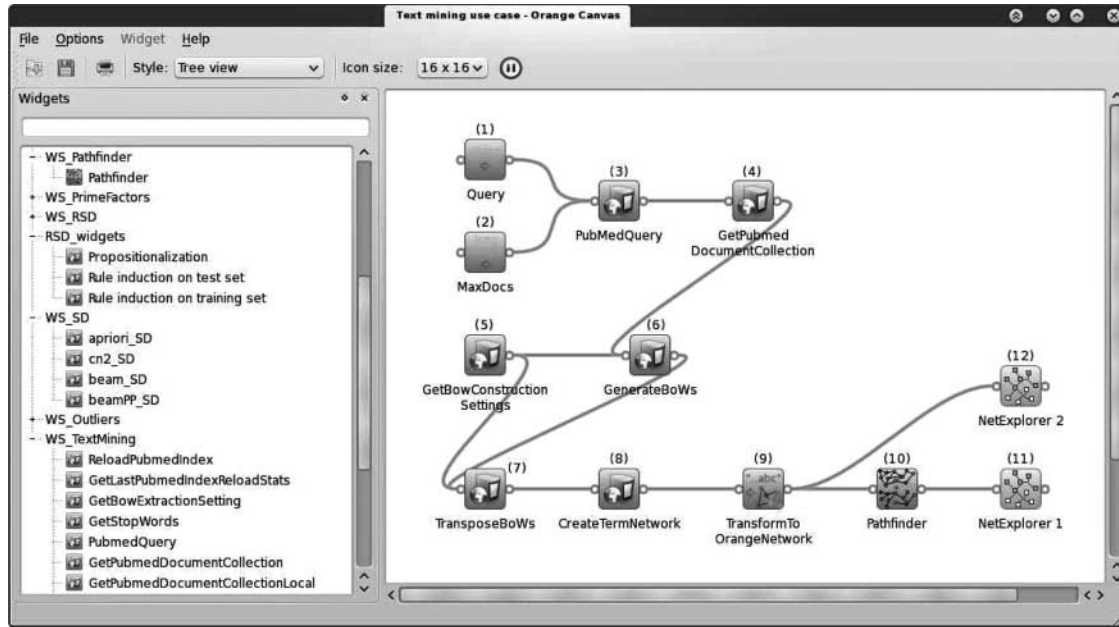 Text mining use case - Orange Canvas
File Options Widget Help
Style: Tree view Icon size: 16 x 16
Widgets
WS_Pathfinder
Pathfinder
WS_PrimeFactors
WS_RSD
RSD_widgets
Propositionalization
Rule induction on test set
Rule induction on training set
WS_SD
apriori_SD
cn2_SD
beam_SD
beamPP_SD
WS_Outliers
WS_TextMining
ReloadPubmedIndex
GetLastPubmedIndexReloadStats
GetBowExtractionSetting
GetStopWords
PubmedQuery
GetPubmedDocumentCollection
GetPubmedDocumentCollectionLocal
(1)
Query
(2)
MaxDocs
(3)
PubMedQuery
(4)
GetPubmed
DocumentCollection
(5)
GetBowConstruction
Settings
(6)
GenerateBoWs
(7)
TransposeBoWs
(8)
CreateTermNetwork
(9)
abc
TransformTo
OrangeNetwork
(10)
Pathfinder
(11)
NetExplorer 1
(12)
NetExplorer 2